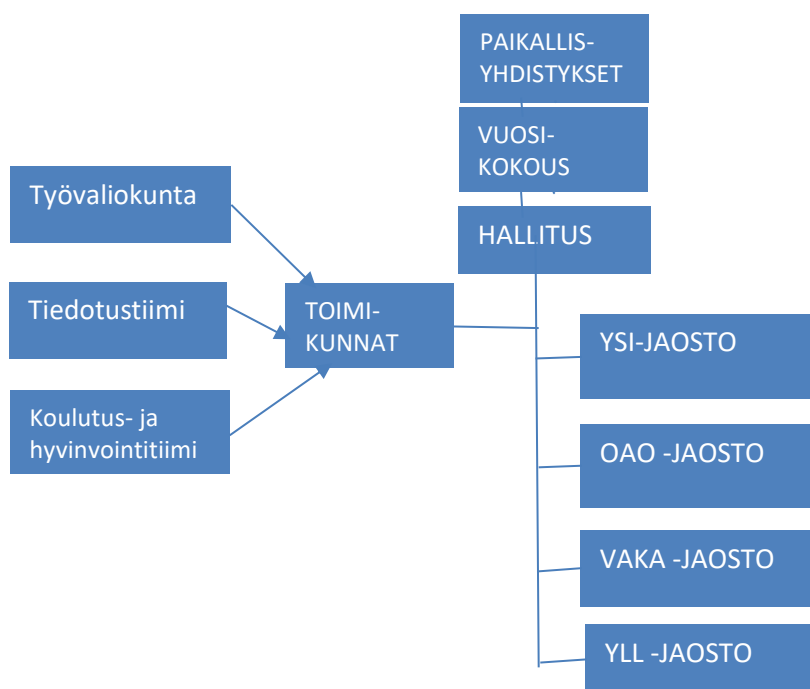 PAIKALLIS-
YHDISTYKSET
VUOSI-
KOKOUS
HALLITUS
Työvaliokunta
Tiedotustiimi
Koulutus- ja
hyvinvointitiimi
TOIMI-
KUNNAT
YSI-JAOSTO
OAO -JAOSTO
VAKA -JAOSTO
YLL -JAOSTO